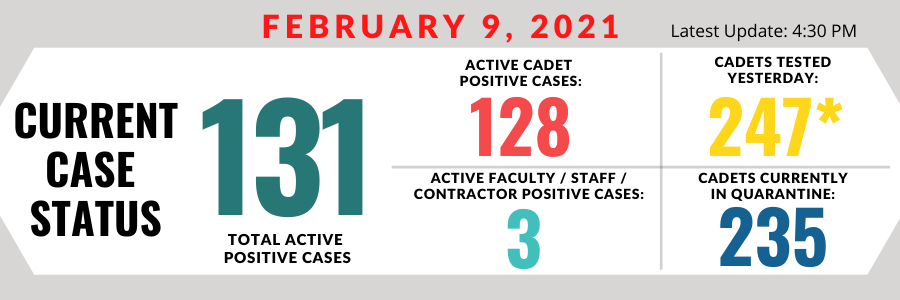 FEBRUARY 9, 2021
Latest Update: 4:30 PM
CURRENT
CASE
STATUS
131
TOTAL ACTIVE
POSITIVE CASES
ACTIVE CADET
POSITIVE CASES:
128
CADETS TESTED
YESTERDAY:
247*
ACTIVE FACULTY / STAFF /
CONTRACTOR POSITIVE CASES:
3
CADETS CURRENTLY
IN QUARANTINE:
235